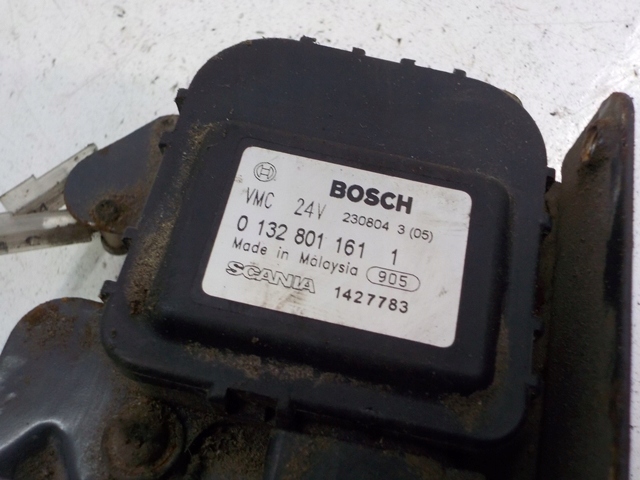 BOSCH
VMC 24V 230804 3 (05)
0 132 801 161 1
Made in Malaysia 905
SCANIA 1427783